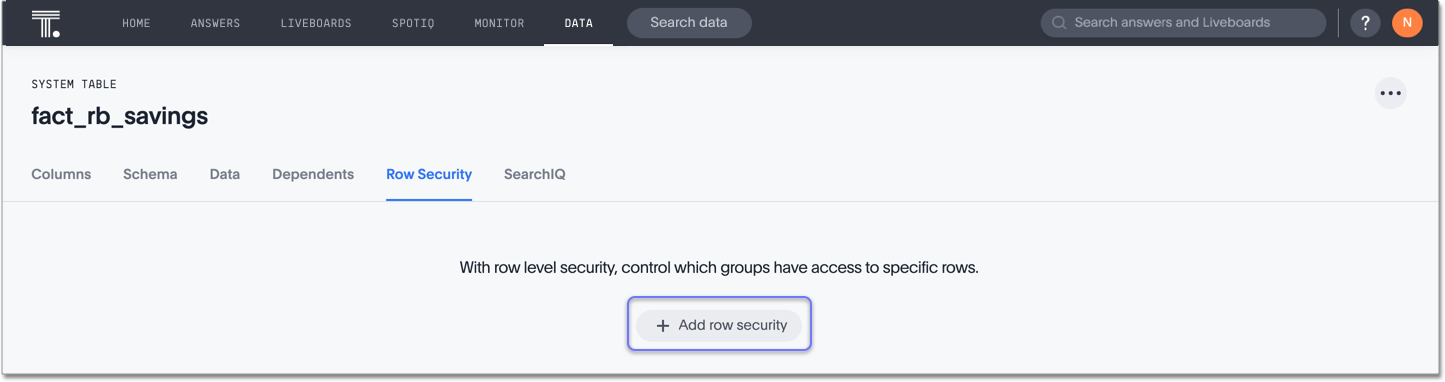 HOME ANSWERS LIVEBOARDS SPOTIQ MONITOR DATA Search data Search answers and Liveboards ? N
SYSTEM TABLE
fact_rb_savings
Columns Schema Data Dependents Row Security SearchIQ
With row level security, control which groups have access to specific rows.
+ Add row security